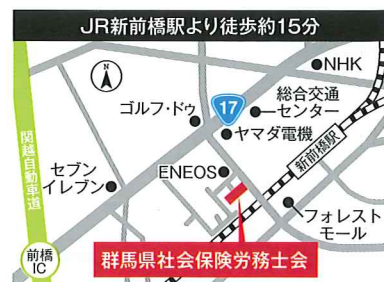 JR新前橋駅より徒歩約15分
N
NHK
ゴルフ・ドゥ
17
総合交通
センター
ヤマダ電機
関越自動車道
セブン
イレブン
ENEOS
新前橋駅
フォレスト
モール
前橋
IC
群馬県社会保険労務士会